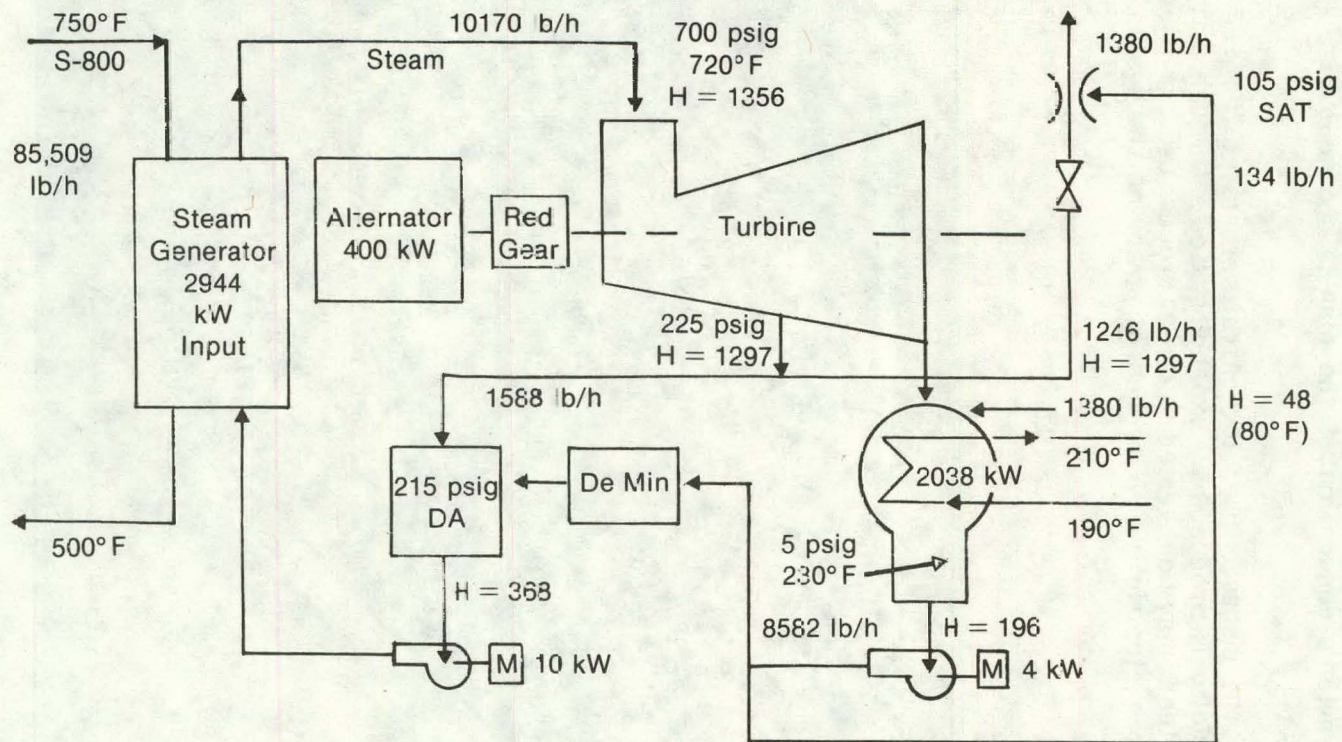 750°F
S-800
85,509
lb/h
Steam
Generator
2944
kW
Input
500°F
10170 lb/h
Steam
Alternator
400 kW
Red
Gear
700 psig
720°F
H = 1356
Turbine
225 psig
H = 1297
1380 lb/h
105 psig
SAT
134 lb/h
1246 lb/h
H = 1297
H = 48
(80°F)
1588 lb/h
215 psig
DA
De Min
H = 368
M
10 kW
1380 lb/h
2038 kW
210°F
190°F
5 psig
230°F
8582 lb/h
H = 196
M
4 kW